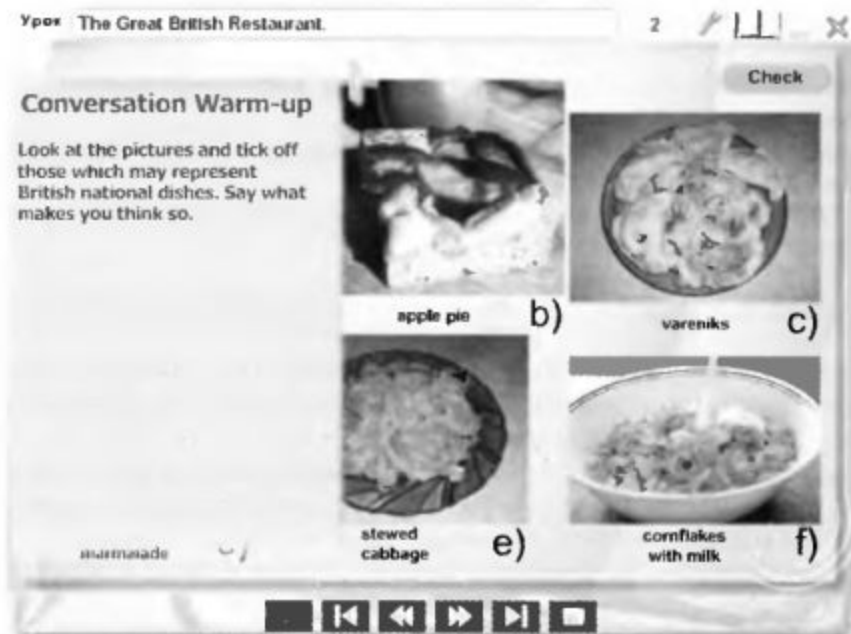 Урок The Great British Restaurant. 2
Check
Conversation Warm-up
Look at the pictures and tick off
those which may represent
British national dishes. Say what
makes you think so.
apple pie b)
vareniks c)
stewed
cabbage e)
cornflakes
with milk f)
marmalade